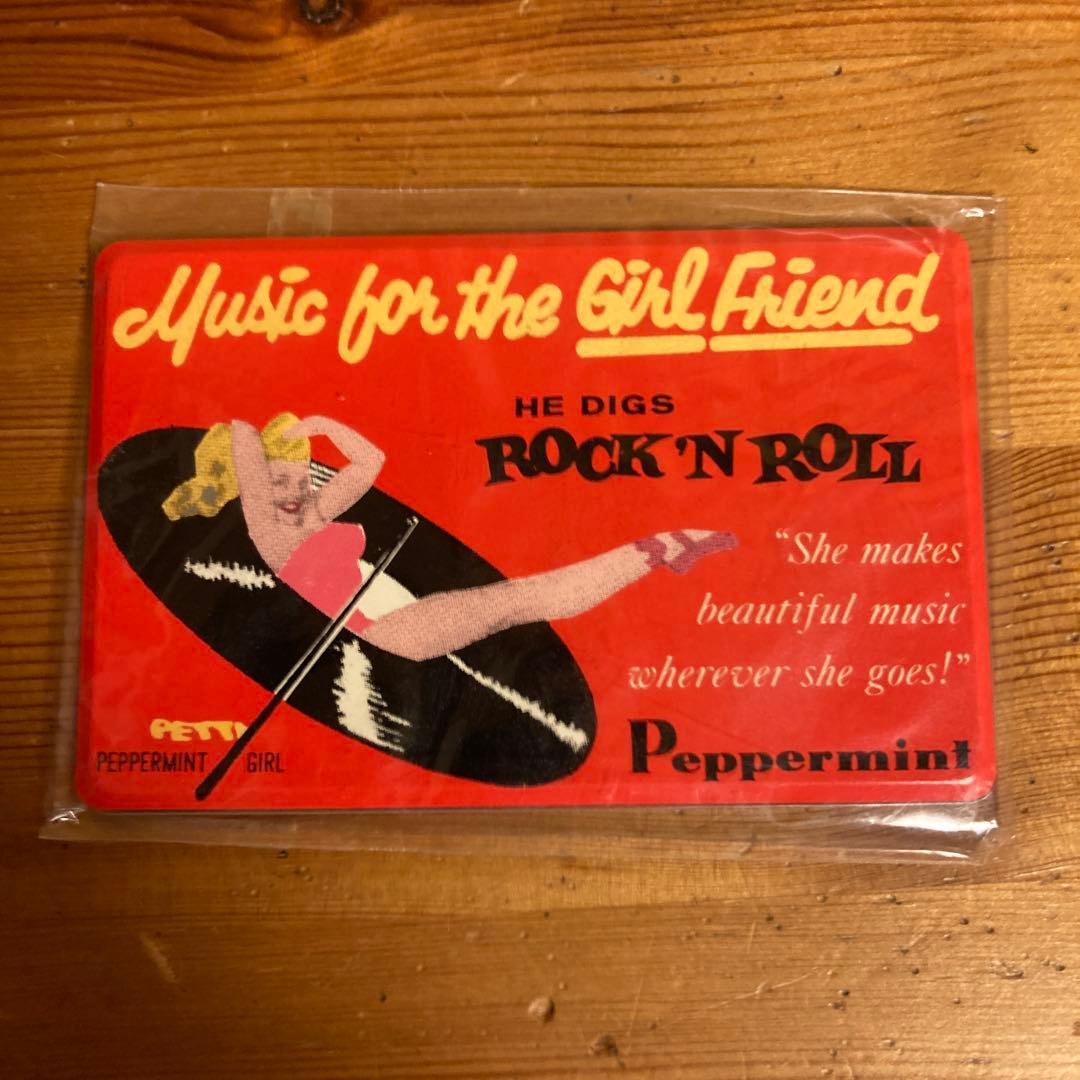 Music for the Girl Friend
HE DIGS
ROCK 'N ROLL
"She makes
beautiful music
wherever she goes!"
Peppermint
PEPPERMINT GIRL